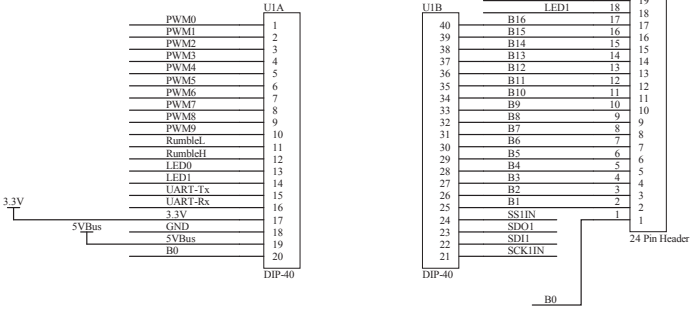 U1A
PWM0 1
PWM1 2
PWM2 3
PWM3 4
PWM4 5
PWM5 6
PWM6 7
PWM7 8
PWM8 9
PWM9 10
RumbleL 11
RumbleH 12
LED0 13
LED1 14
UART-Tx 15
UART-Rx 16
3.3V 3.3V 17
GND 18
5VBus 5VBus 19
B0 20
DIP-40
U1B
LED1 18 18
40 B16 17 17
39 B15 16 16
38 B14 15 15
37 B13 14 14
36 B12 13 13
35 B11 12 12
34 B10 11 11
33 B9 10 10
32 B8 9 9
31 B7 8 8
30 B6 7 7
29 B5 6 6
28 B4 5 5
27 B3 4 4
26 B2 3 3
25 B1 2 2
24 SS1IN 1 1
23 SDO1
22 SDI1
21 SCK1IN
DIP-40
24 Pin Header
B0